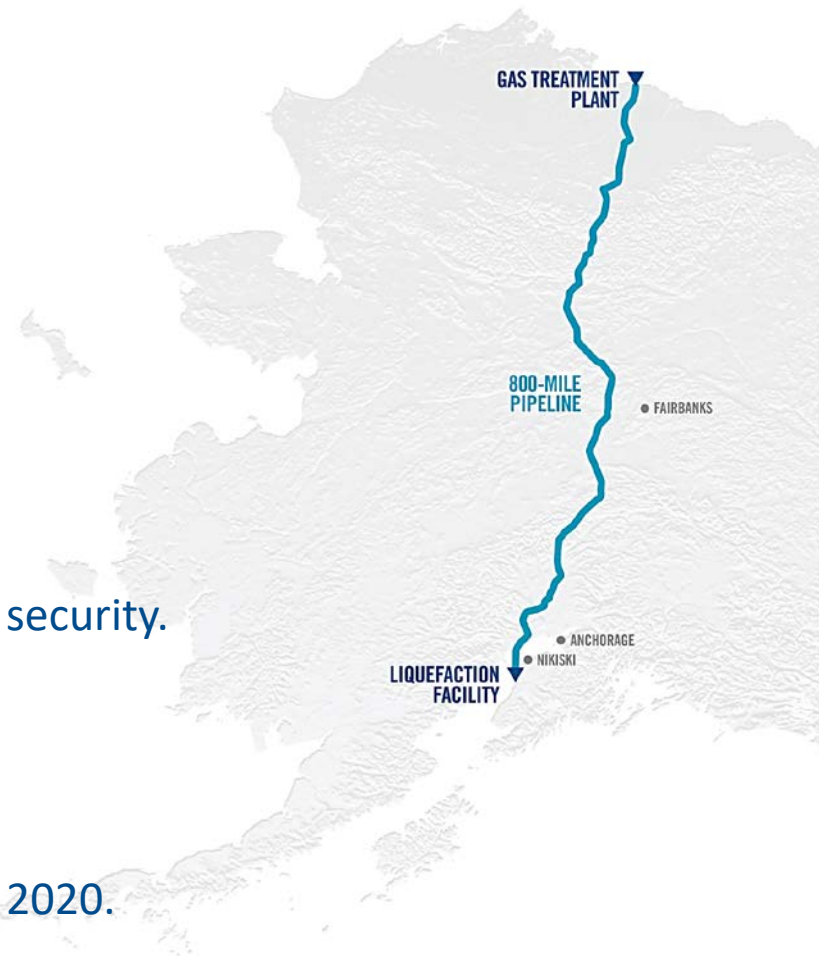 GAS TREATMENT
PLANT
800-MILE
PIPELINE
FAIRBANKS
security.
ANCHORAGE
NIKISKI
LIQUEFACTION
FACILITY
2020.